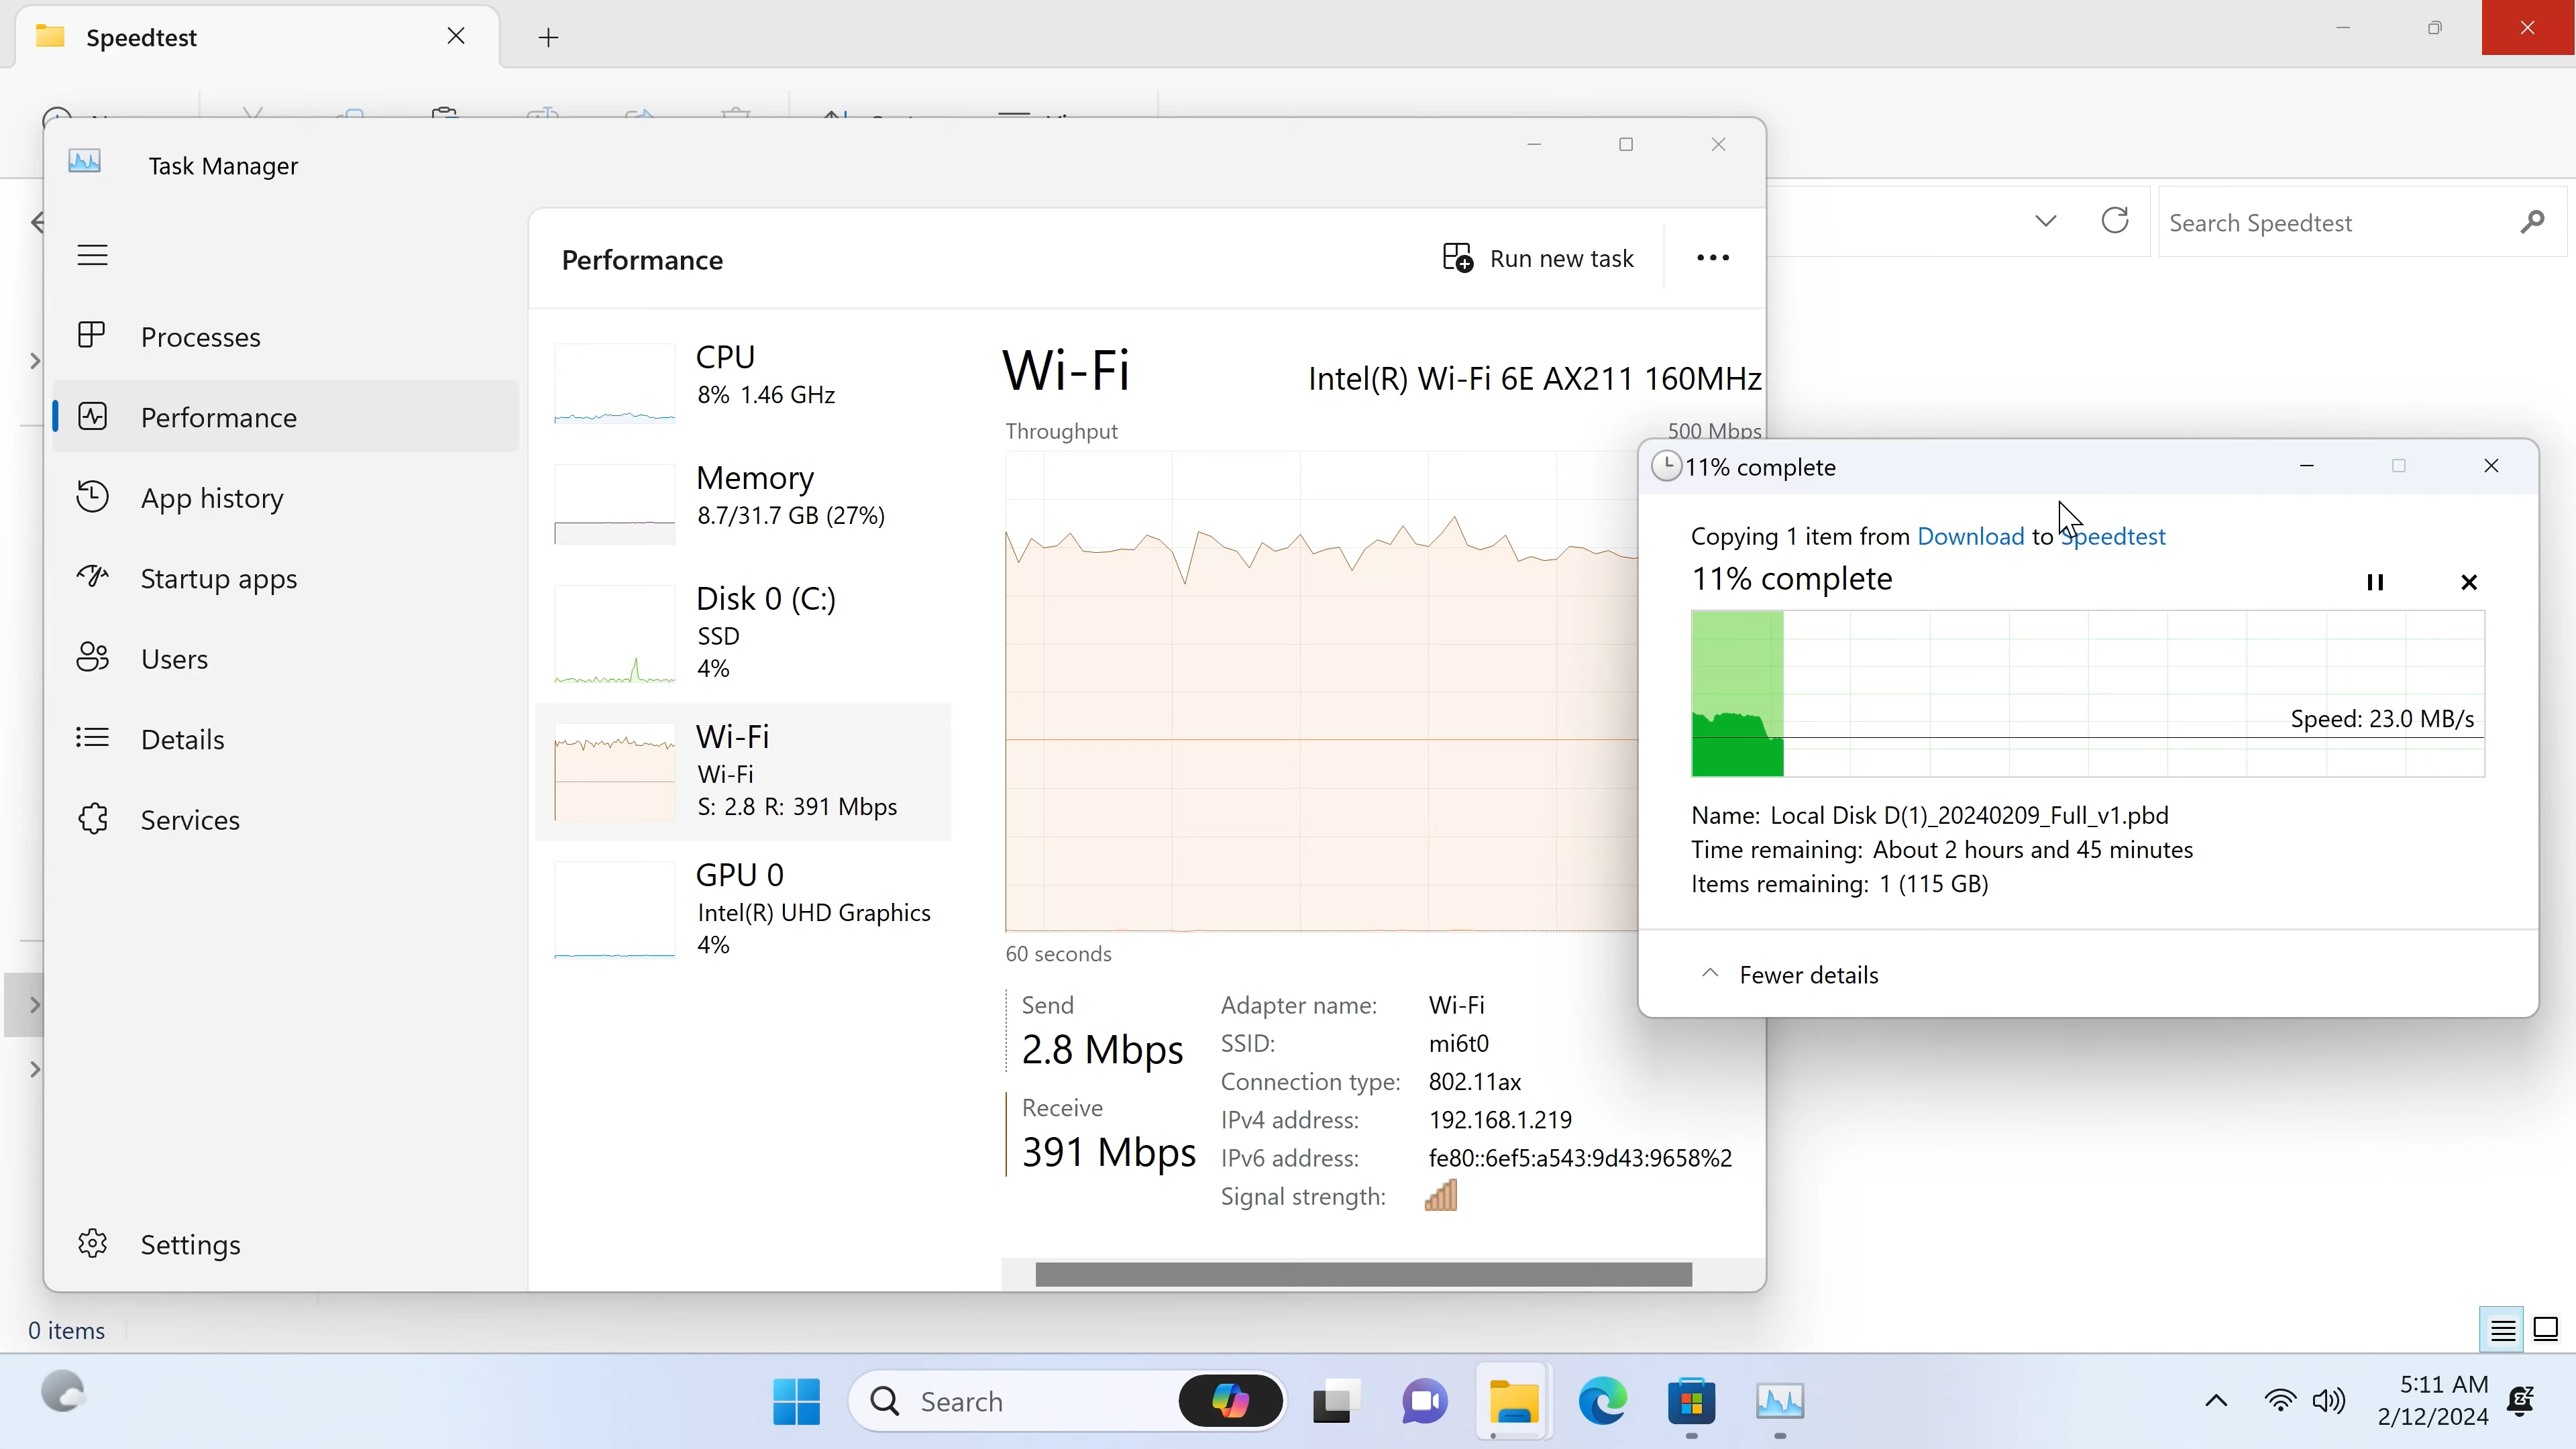 Speedtest
Search Speedtest
Task Manager
Performance
Run new task
Processes
Performance
App history
Startup apps
Users
Details
Services
Settings
CPU
8% 1.46 GHz
Memory
8.7/31.7 GB (27%)
Disk 0 (C:)
SSD
4%
Wi-Fi
Wi-Fi
S: 2.8 R: 391 Mbps
GPU 0
Intel(R) UHD Graphics
4%
Wi-Fi
Intel(R) Wi-Fi 6E AX211 160MHz
Throughput
500 Mbps
60 seconds
Send
2.8 Mbps
Receive
391 Mbps
Adapter name: Wi-Fi
SSID: mi6t0
Connection type: 802.11ax
IPv4 address: 192.168.1.219
IPv6 address: fe80::6ef5:a543:9d43:9658%2
Signal strength:
11% complete
Copying 1 item from Download to Speedtest
11% complete
Speed: 23.0 MB/s
Name: Local Disk D(1)_20240209_Full_v1.pbd
Time remaining: About 2 hours and 45 minutes
Items remaining: 1 (115 GB)
Fewer details
0 items
Search
5:11 AM
2/12/2024